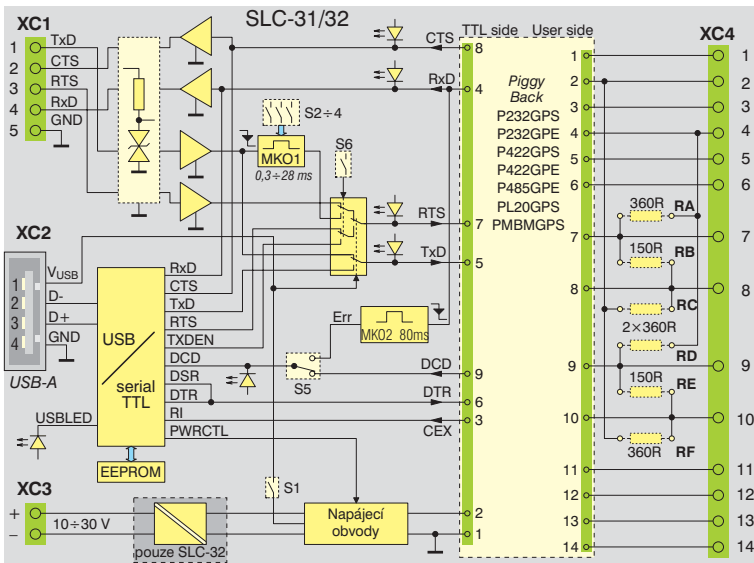 SLC-31/32
XC1
1 TxD
2 CTS
3 RTS
4 RxD
5 GND
S2÷4
MKO1
0,3÷28 ms
S6
CTS
RxD
RTS
TxD
TTL side
User side
8
4
7
5
9
6
3
2
1
Piggy
Back
P232GPS
P232GPE
P422GPS
P422GPE
P485GPE
PL20GPS
PMBMGPS
1
2
3
4
5
6
7
8
9
10
11
12
13
14
360R RA
150R RB
RC
2×360R
RD
150R RE
360R RF
XC4
1
2
3
4
5
6
7
8
9
10
11
12
13
14
XC2
1 VUSB
2 D-
3 D+
4 GND
USB-A
USBLED
USB
serial
TTL
RxD
CTS
TxD
RTS
TXDEN
DCD
DSR
DTR
RI
PWRCTL
EEPROM
Err
MKO2 80ms
S5
DCD
DTR
CEX
S1
XC3
+
–
10÷30 V
pouze SLC-32
Napájecí
obvody